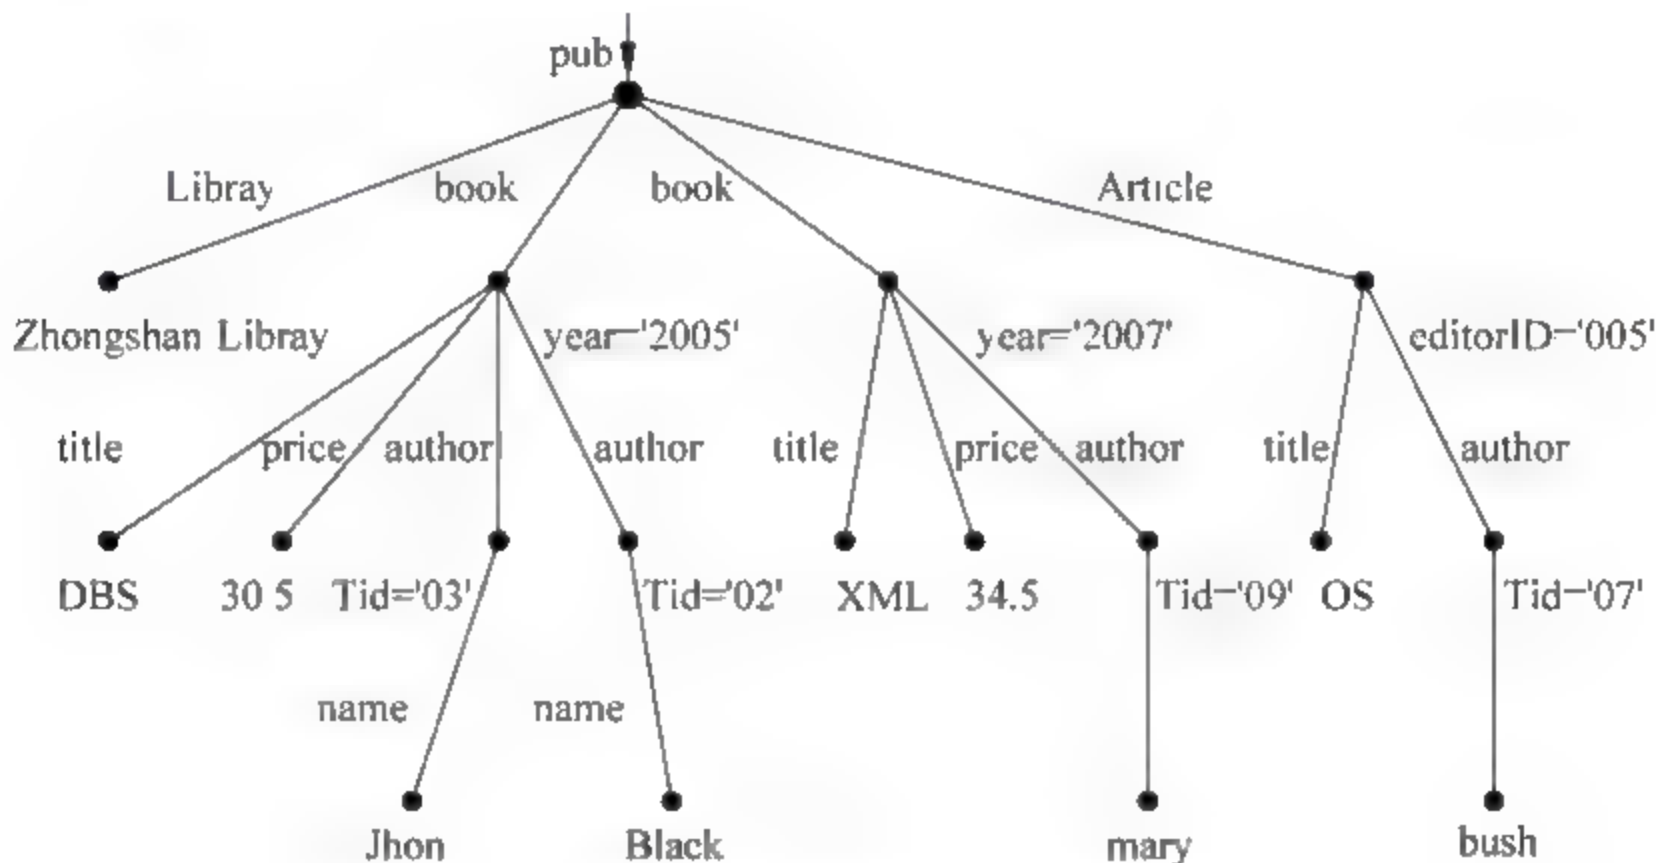 pub
Libray book book Article
Zhongshan Libray year='2005' year='2007' editorID='005'
title price author author title price author title author
DBS 30 5 Tid='03' Tid='02' XML 34.5 Tid='09' OS Tid='07'
name name
Jhon Black mary bush